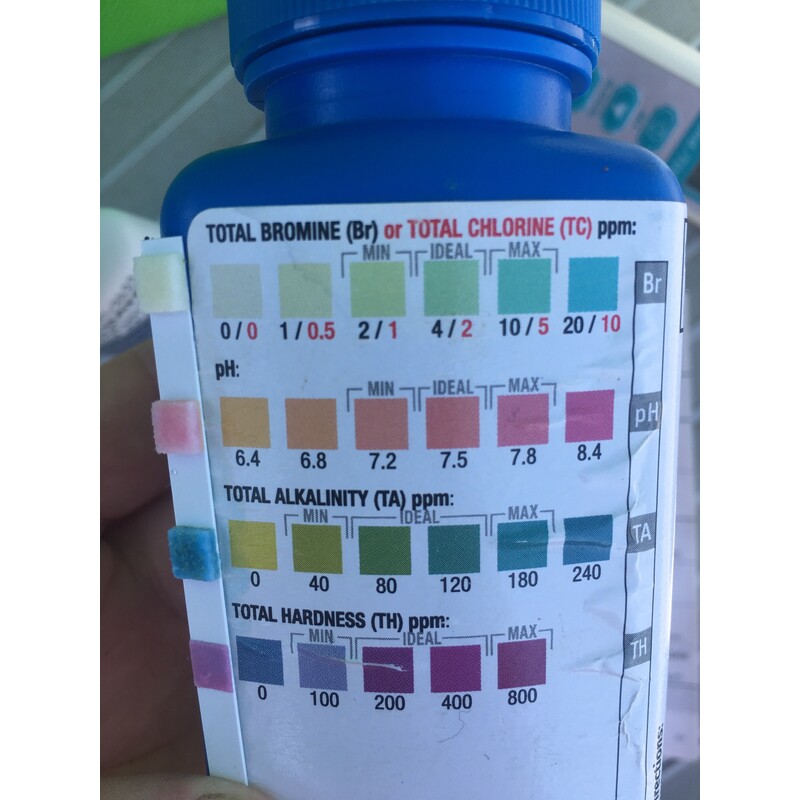 TOTAL BROMINE (Br) or TOTAL CHLORINE (TC) ppm:
MIN IDEAL MAX
Br
0 / 0 1 / 0.5 2 / 1 4 / 2 10 / 5 20 / 10
pH:
MIN IDEAL MAX
pH
6.4 6.8 7.2 7.5 7.8 8.4
TOTAL ALKALINITY (TA) ppm:
MIN IDEAL MAX
TA
0 40 80 120 180 240
TOTAL HARDNESS (TH) ppm:
MIN IDEAL MAX
TH
0 100 200 400 800